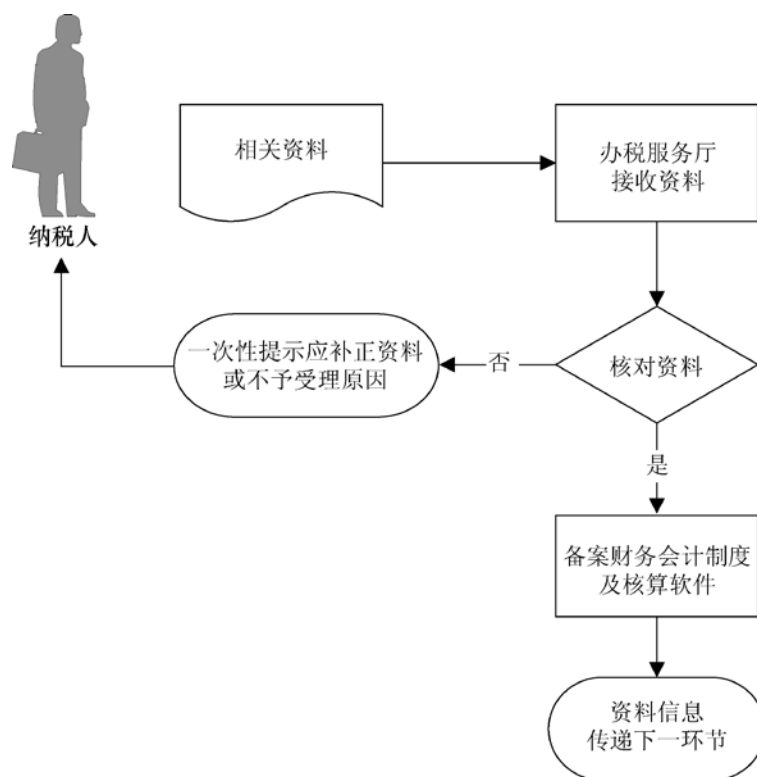 相关资料
办税服务厅
接收资料
纳税人
一次性提示应补正资料
或不予受理原因
否
核对资料
是
备案财务会计制度
及核算软件
资料信息
传递下一环节